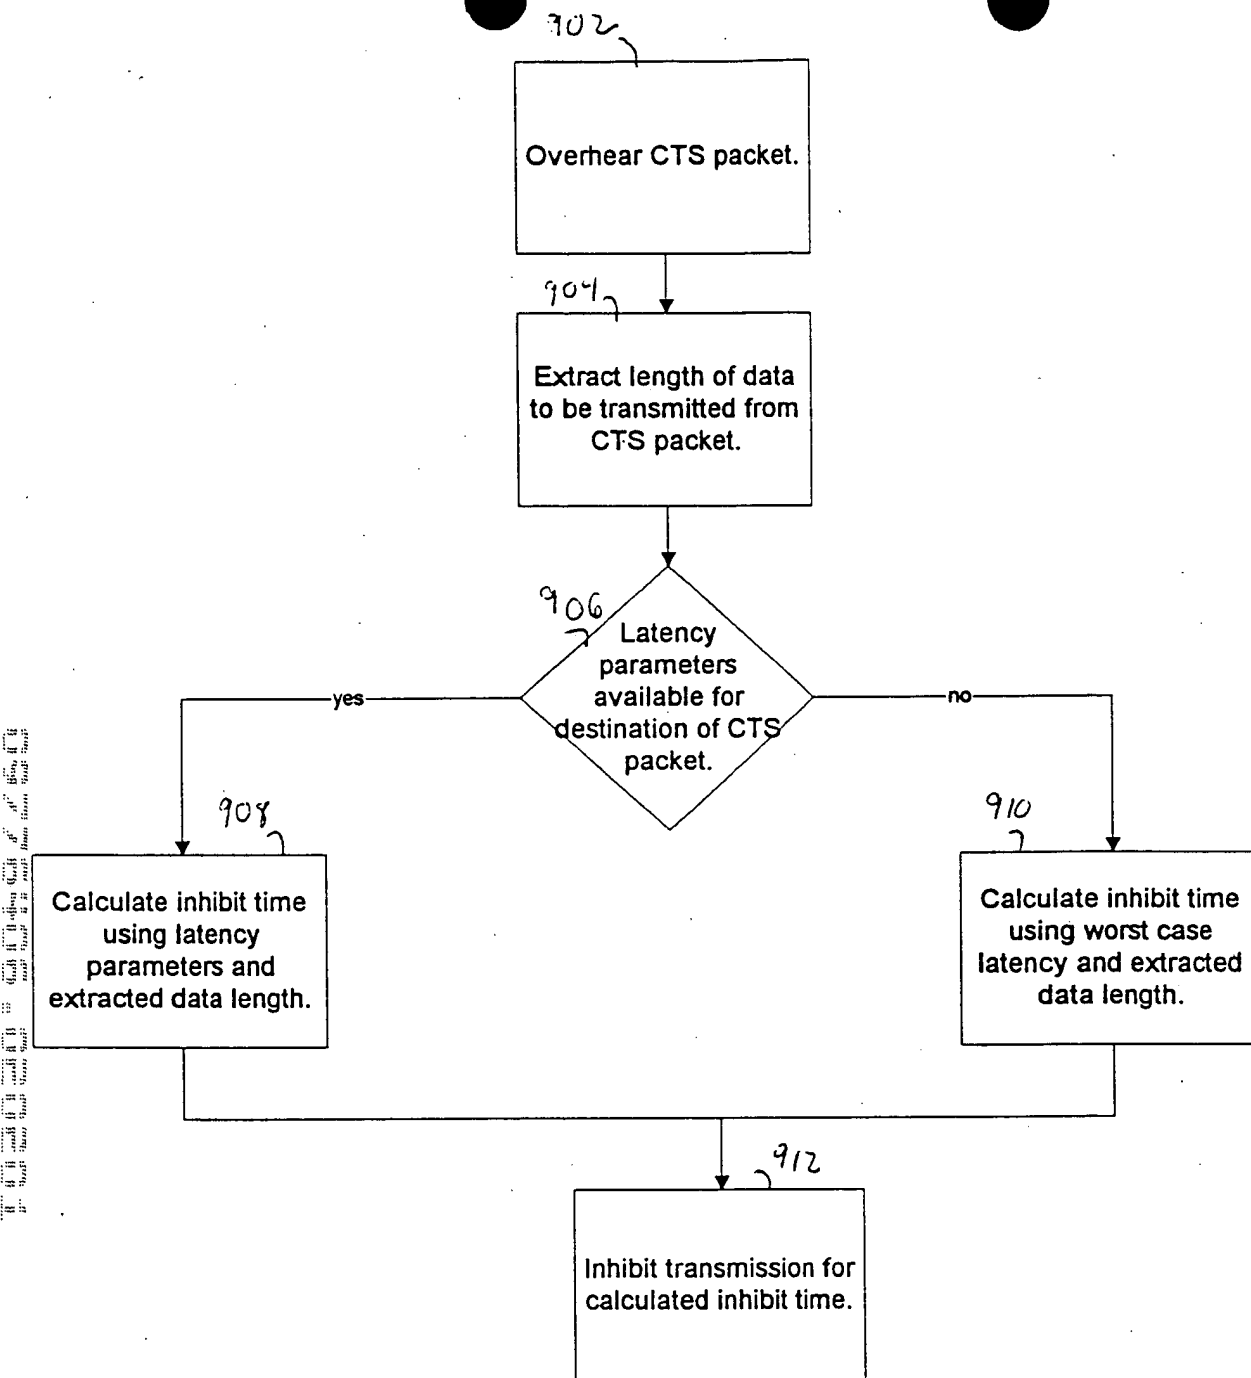 902
Overhear CTS packet.
904
Extract length of data
to be transmitted from
CTS packet.
906
Latency
parameters
available for
destination of CTS
packet.
yes
no
908
910
Calculate inhibit time
using latency
parameters and
extracted data length.
Calculate inhibit time
using worst case
latency and extracted
data length.
912
Inhibit transmission for
calculated inhibit time.